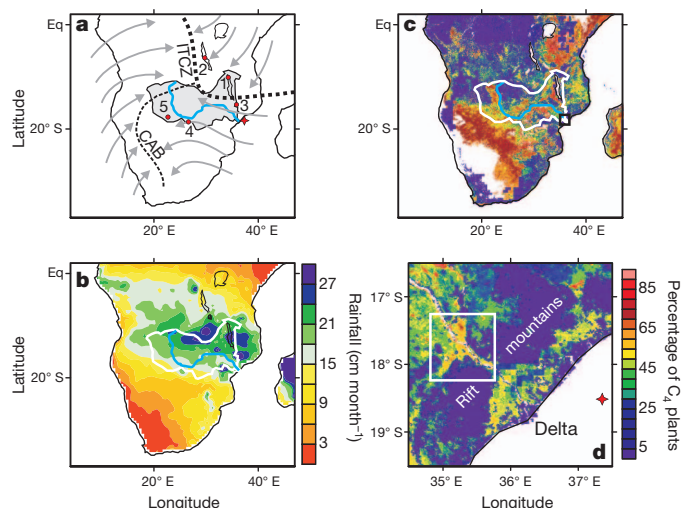 a
Eq
20° S
Latitude
20° E
40° E
ITCZ
CAB
1
2
3
4
5
c
Eq
20° S
20° E
40° E
b
Eq
20° S
Latitude
20° E
40° E
Longitude
27
21
15
9
3
Rainfall (cm month⁻¹)
17° S
18° S
19° S
35° E
36° E
37° E
Longitude
mountains
Rift
Delta
d
85
65
45
25
5
Percentage of C₄ plants